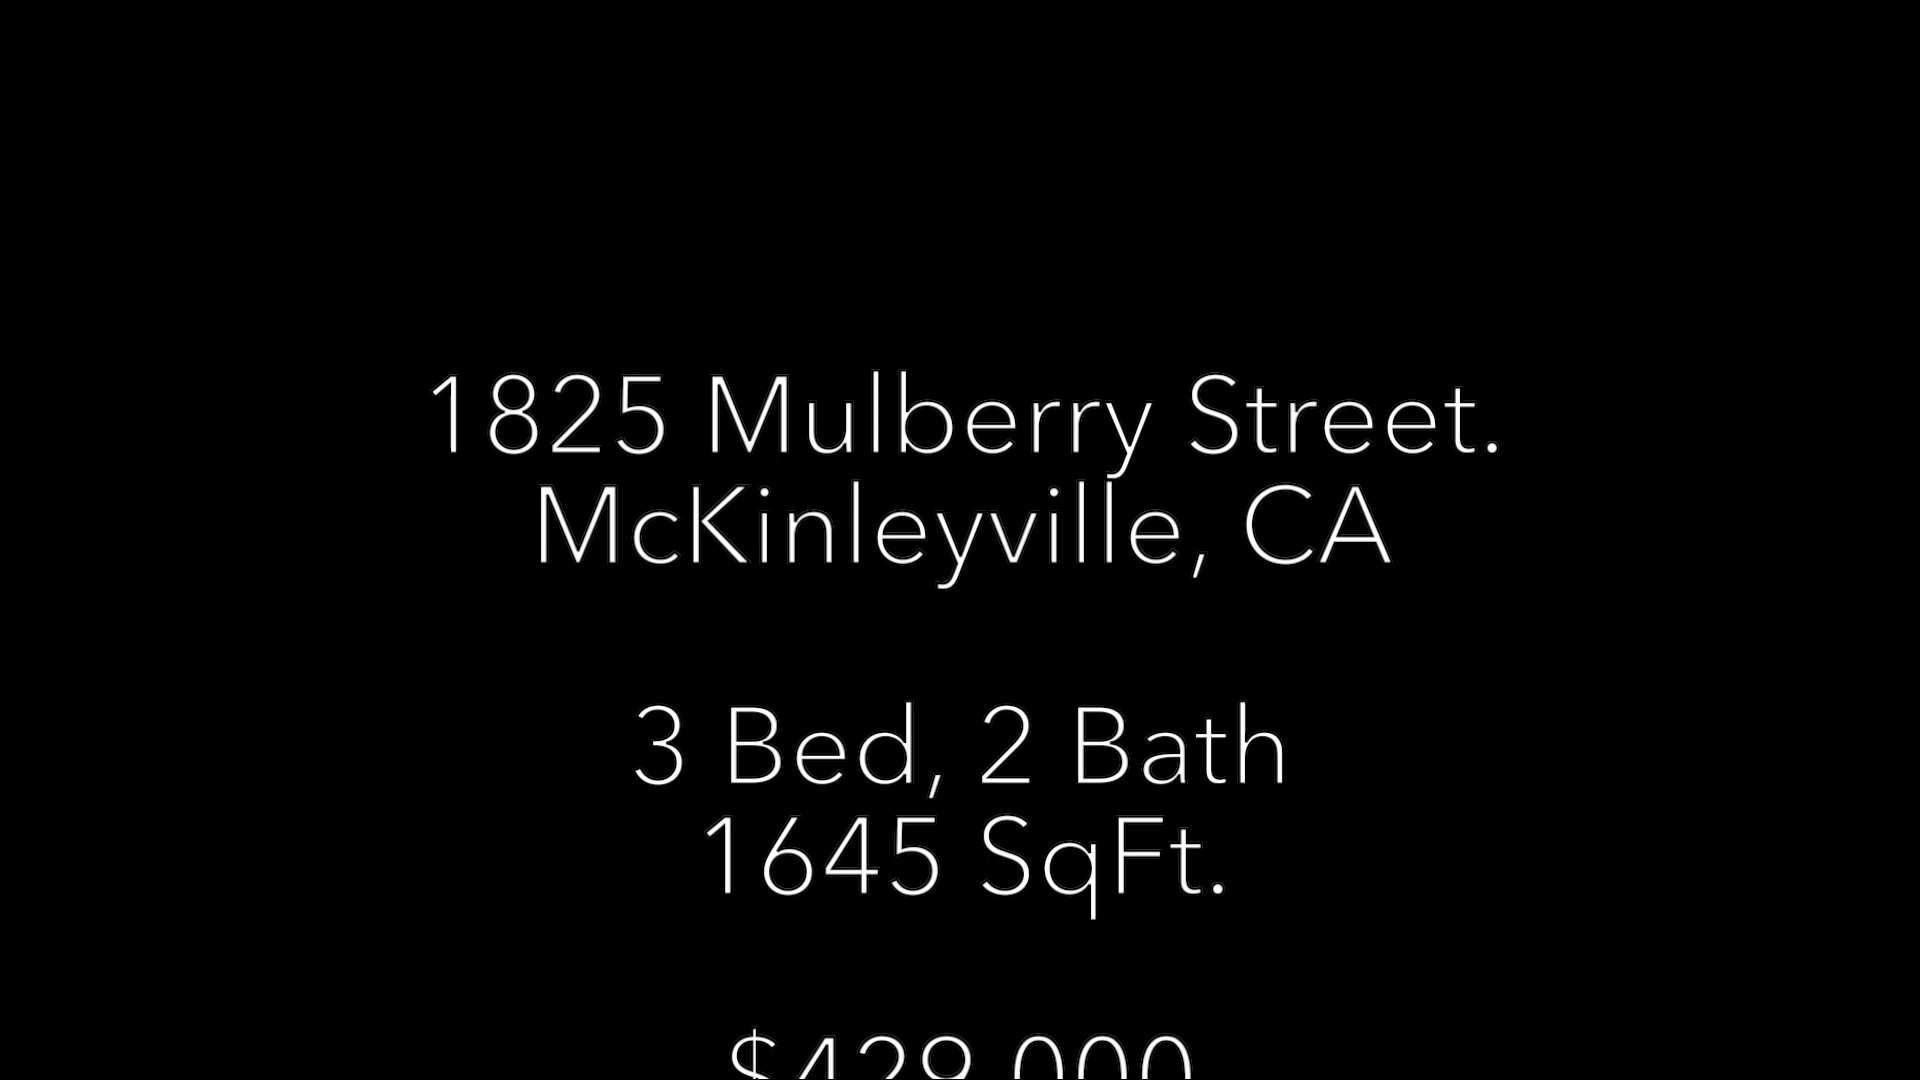 1825 Mulberry Street.
McKinleyville, CA
3 Bed, 2 Bath
1645 SqFt.